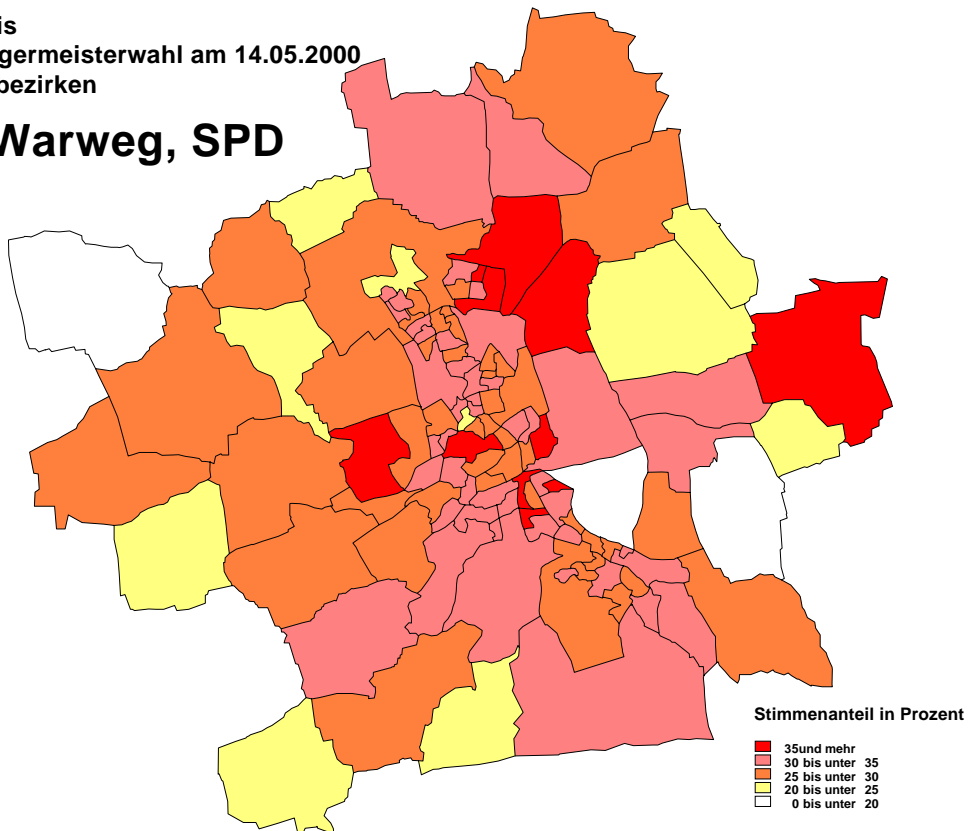 is
germeisterwahl am 14.05.2000
bezirken
Warweg, SPD
Stimmenanteil in Prozent
35und mehr
30 bis unter 35
25 bis unter 30
20 bis unter 25
0 bis unter 20